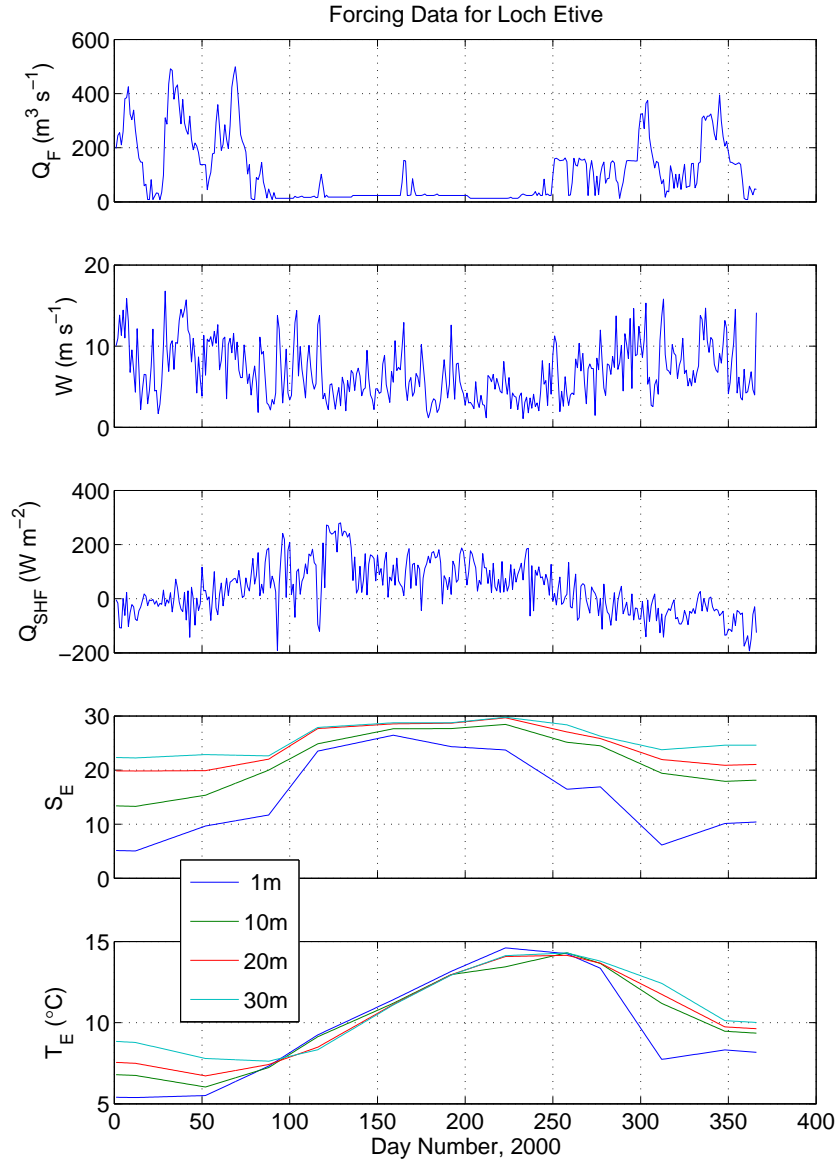 Forcing Data for Loch Etive
600
400
200
0
Q_F (m³ s⁻¹)
20
10
0
W (m s⁻¹)
400
200
0
−200
Q_SHF (W m⁻²)
30
20
10
0
S_E
1m
10m
20m
30m
15
10
5
T_E (°C)
0 50 100 150 200 250 300 350 400
Day Number, 2000